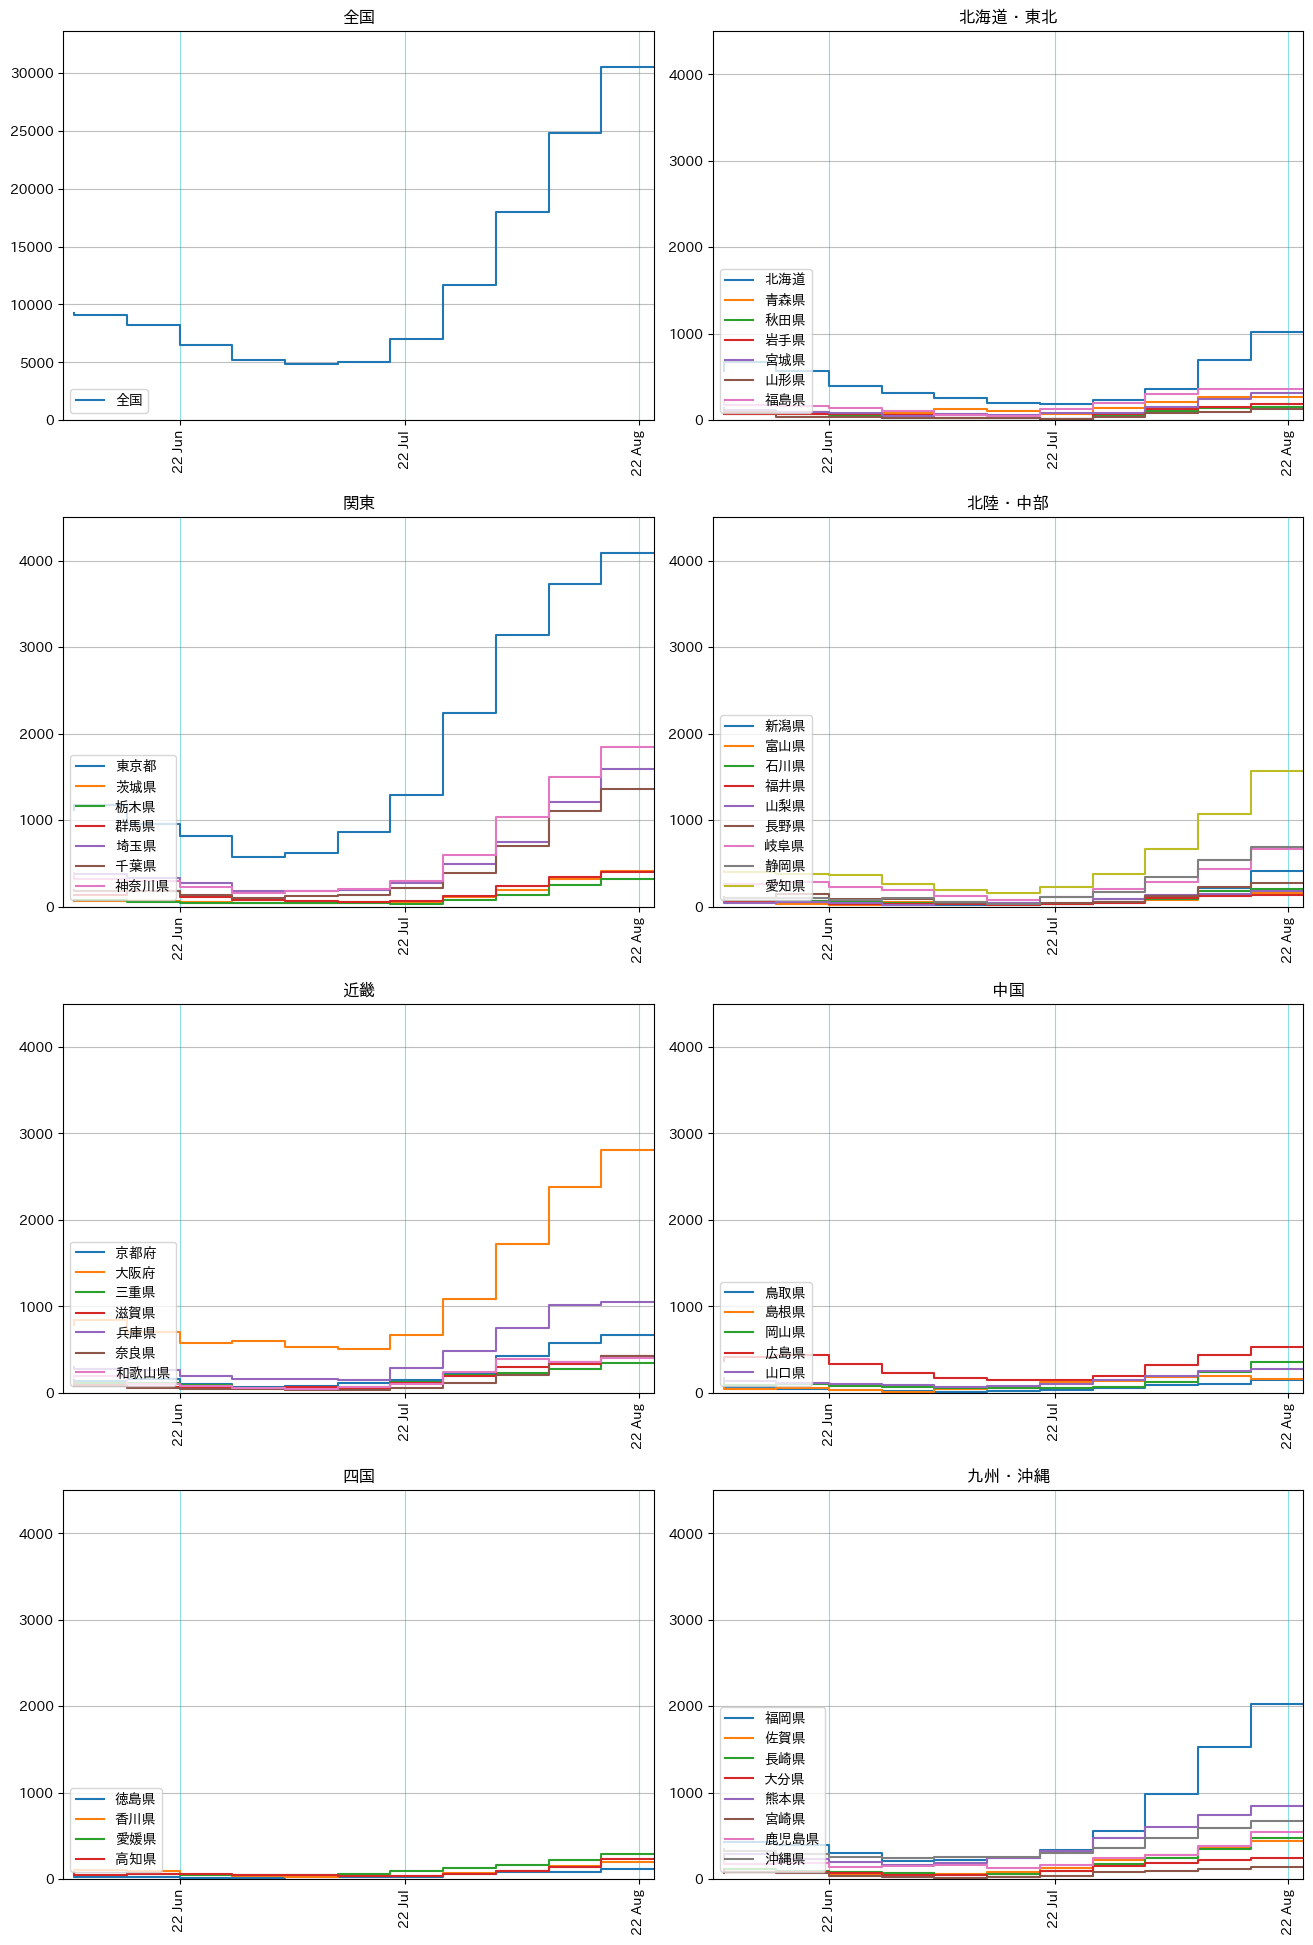 全国
30000
25000
20000
15000
10000
5000
0
全国
22 Jun
22 Jul
22 Aug
北海道・東北
4000
3000
2000
1000
0
北海道
青森県
秋田県
岩手県
宮城県
山形県
福島県
22 Jun
22 Jul
22 Aug
関東
4000
3000
2000
1000
0
東京都
茨城県
栃木県
群馬県
埼玉県
千葉県
神奈川県
22 Jun
22 Jul
22 Aug
北陸・中部
4000
3000
2000
1000
0
新潟県
富山県
石川県
福井県
山梨県
長野県
岐阜県
静岡県
愛知県
22 Jun
22 Jul
22 Aug
近畿
4000
3000
2000
1000
0
京都府
大阪府
三重県
滋賀県
兵庫県
奈良県
和歌山県
22 Jun
22 Jul
22 Aug
中国
4000
3000
2000
1000
0
鳥取県
島根県
岡山県
広島県
山口県
22 Jun
22 Jul
22 Aug
四国
4000
3000
2000
1000
0
徳島県
香川県
愛媛県
高知県
22 Jun
22 Jul
22 Aug
九州・沖縄
4000
3000
2000
1000
0
福岡県
佐賀県
長崎県
大分県
熊本県
宮崎県
鹿児島県
沖縄県
22 Jun
22 Jul
22 Aug